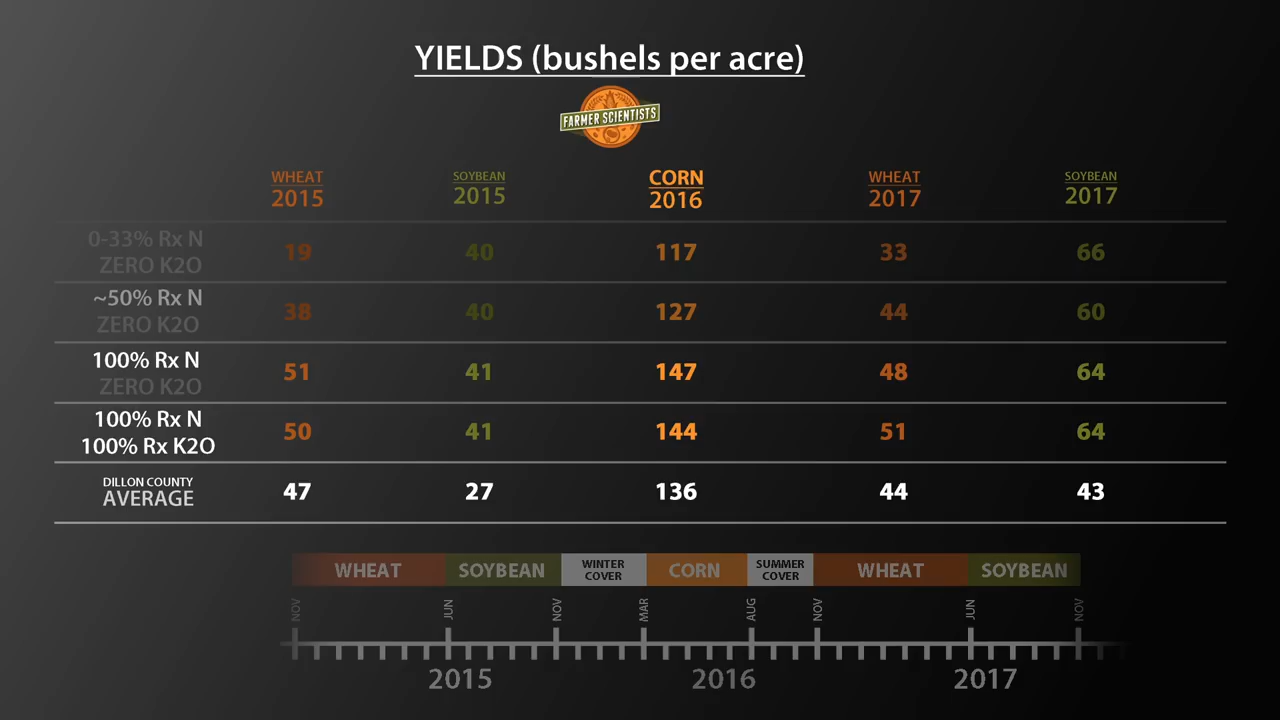 YIELDS (bushels per acre)
FARMER SCIENTISTS
WHEAT SOYBEAN CORN WHEAT SOYBEAN
2015 2015 2016 2017 2017
0-33% Rx N
ZERO K2O
19 40 117 33 66
~50% Rx N
ZERO K2O
38 40 127 44 60
100% Rx N
ZERO K2O
51 41 147 48 64
100% Rx N
100% Rx K2O
50 41 144 51 64
DILLON COUNTY
AVERAGE
47 27 136 44 43
WHEAT SOYBEAN WINTER COVER CORN SUMMER COVER WHEAT SOYBEAN
NOV JUN NOV MAR AUG NOV JUN NOV
2015 2016 2017